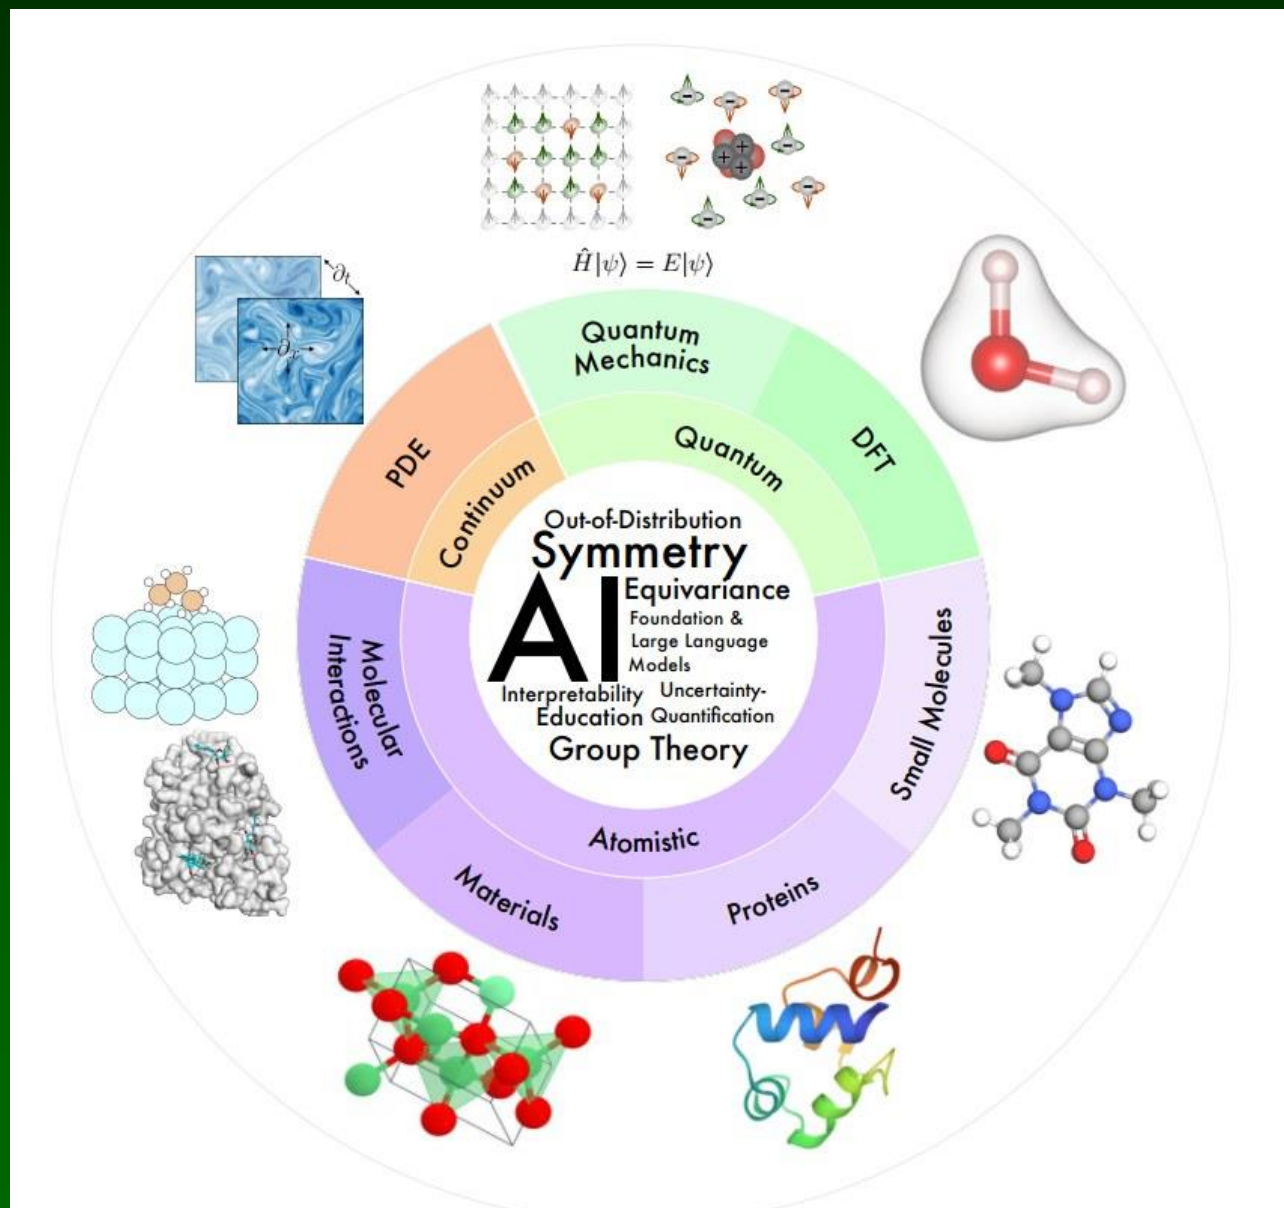 Ĥ|ψ⟩ = E|ψ⟩
∂t
∂x
Quantum
Mechanics
DFT
PDE
Quantum
Continuum
Out-of-Distribution
Symmetry
AI
Equivariance
Foundation &
Large Language
Models
Interpretability
Uncertainty-
Education
Quantification
Group Theory
Molecular
Interactions
Small Molecules
Atomistic
Materials
Proteins